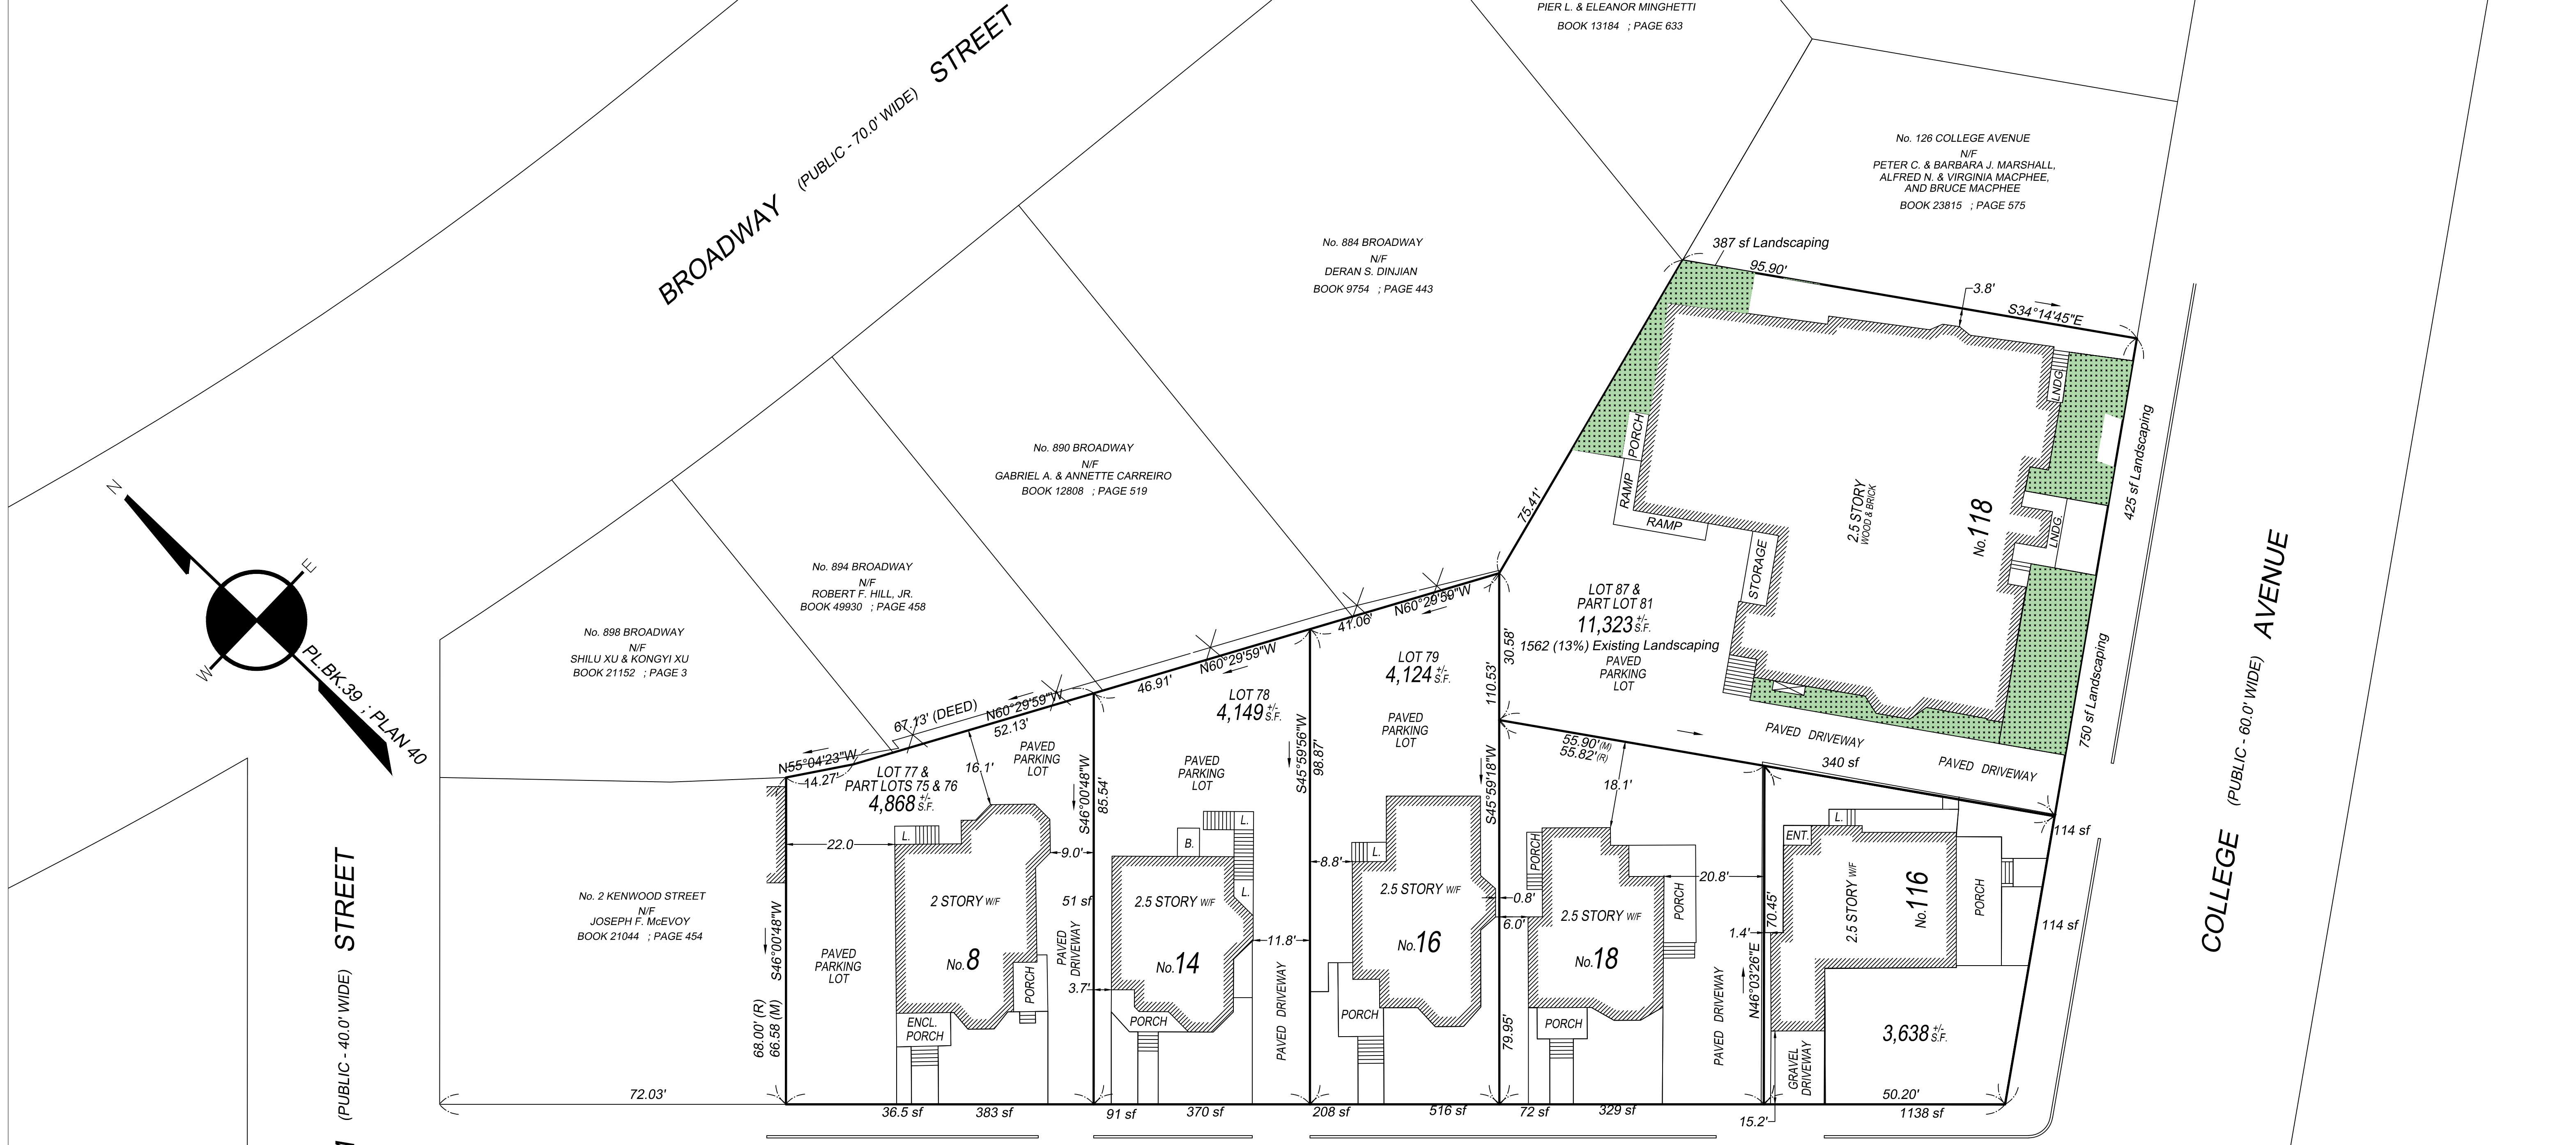 PIER L. & ELEANOR MINGHETTI
BOOK 13184 ; PAGE 633
BROADWAY (PUBLIC - 70.0' WIDE) STREET
No. 126 COLLEGE AVENUE
N/F
PETER C. & BARBARA J. MARSHALL,
ALFRED N. & VIRGINIA MACPHEE,
AND BRUCE MACPHEE
BOOK 23815 ; PAGE 575
No. 884 BROADWAY
N/F
DERAN S. DINJIAN
BOOK 9754 ; PAGE 443
387 sf Landscaping
95.90'
3.8'
S34°14'45"E
No. 890 BROADWAY
N/F
GABRIEL A. & ANNETTE CARREIRO
BOOK 12808 ; PAGE 519
No. 894 BROADWAY
N/F
ROBERT F. HILL, JR.
BOOK 49930 ; PAGE 458
No. 898 BROADWAY
N/F
SHILU XU & KONGYI XU
BOOK 21152 ; PAGE 3
N
E
W
PL.BK.39 ; PLAN 40
LNDG
PORCH
RAMP
RAMP
STORAGE
2.5 STORY
WOOD & BRICK
No.118
LNDG.
425 sf Landscaping
75.41'
LOT 87 &
PART LOT 81
11,323 +/- S.F.
1562 (13%) Existing Landscaping
PAVED
PARKING
LOT
750 sf Landscaping
PAVED DRIVEWAY
340 sf
PAVED DRIVEWAY
COLLEGE (PUBLIC - 60.0' WIDE) AVENUE
67.13' (DEED)
N60°29'59"W
52.13'
N55°04'23"W
14.27'
46.91'
N60°29'59"W
41.06'
N60°29'59"W
30.58'
110.53'
55.90'(M)
55.82'(R)
18.1'
LOT 77 &
PART LOTS 75 & 76
4,868 +/- S.F.
16.1'
PAVED
PARKING
LOT
S46°00'48"W
85.54'
LOT 78
4,149 +/- S.F.
PAVED
PARKING
LOT
S45°59'56"W
98.87'
LOT 79
4,124 +/- S.F.
PAVED
PARKING
LOT
S45°59'18"W
79.95'
22.0
L.
9.0'
2 STORY W/F
No.8
PAVED
PARKING
LOT
ENCL.
PORCH
PORCH
51 sf
PAVED
DRIVEWAY
3.7'
B.
L.
L.
2.5 STORY W/F
No.14
PORCH
11.8'
PAVED DRIVEWAY
8.8'
L.
2.5 STORY W/F
No.16
PORCH
0.8'
6.0'
PORCH
2.5 STORY W/F
No.18
PORCH
PORCH
20.8'
PAVED DRIVEWAY
70.45'
1.4'
N46°03'26"E
ENT.
L.
2.5 STORY W/F
No.116
PORCH
GRAVEL
DRIVEWAY
3,638 +/- S.F.
114 sf
114 sf
No. 2 KENWOOD STREET
N/F
JOSEPH F. McEVOY
BOOK 21044 ; PAGE 454
S46°00'48"W
68.00' (R)
66.58 (M)
(PUBLIC - 40.0' WIDE) STREET
72.03'
36.5 sf
383 sf
91 sf
370 sf
208 sf
516 sf
72 sf
329 sf
15.2'
50.20'
1138 sf